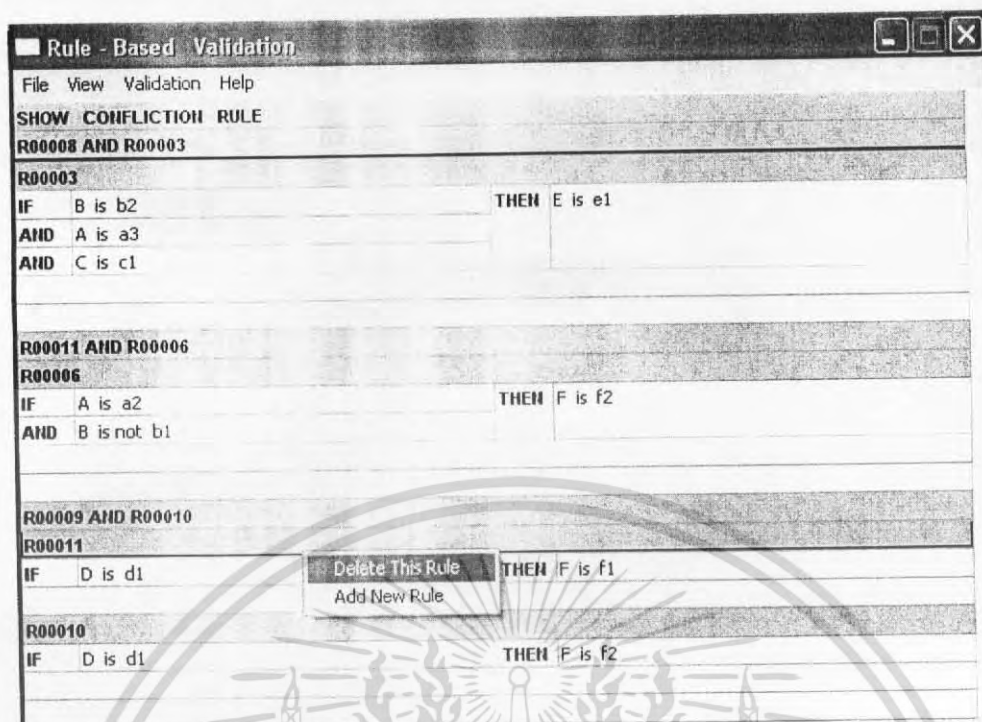 Rule - Based Validation
File View Validation Help
SHOW CONFLICTION RULE
R00008 AND R00003
R00003
IF B is b2 THEN E is e1
AND A is a3
AND C is c1
R00011 AND R00006
R00006
IF A is a2 THEN F is f2
AND B is not b1
R00009 AND R00010
R00011
IF D is d1 THEN F is f1
Delete This Rule
Add New Rule
R00010
IF D is d1 THEN F is f2